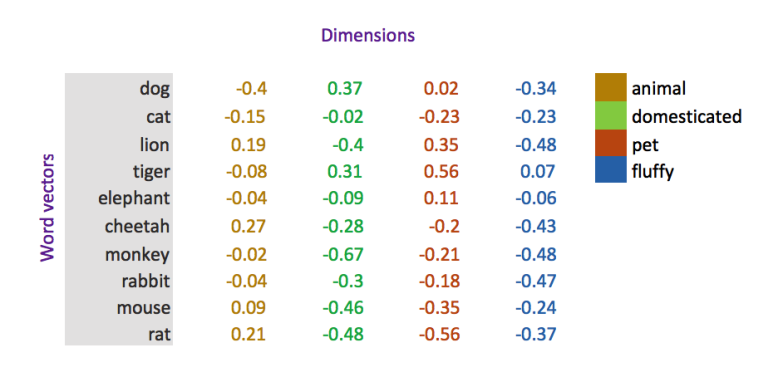 Dimensions
dog -0.4 0.37 0.02 -0.34 animal
cat -0.15 -0.02 -0.23 -0.23 domesticated
lion 0.19 -0.4 0.35 -0.48 pet
tiger -0.08 0.31 0.56 0.07 fluffy
elephant -0.04 -0.09 0.11 -0.06
cheetah 0.27 -0.28 -0.2 -0.43
monkey -0.02 -0.67 -0.21 -0.48
rabbit -0.04 -0.3 -0.18 -0.47
mouse 0.09 -0.46 -0.35 -0.24
rat 0.21 -0.48 -0.56 -0.37
Word vectors